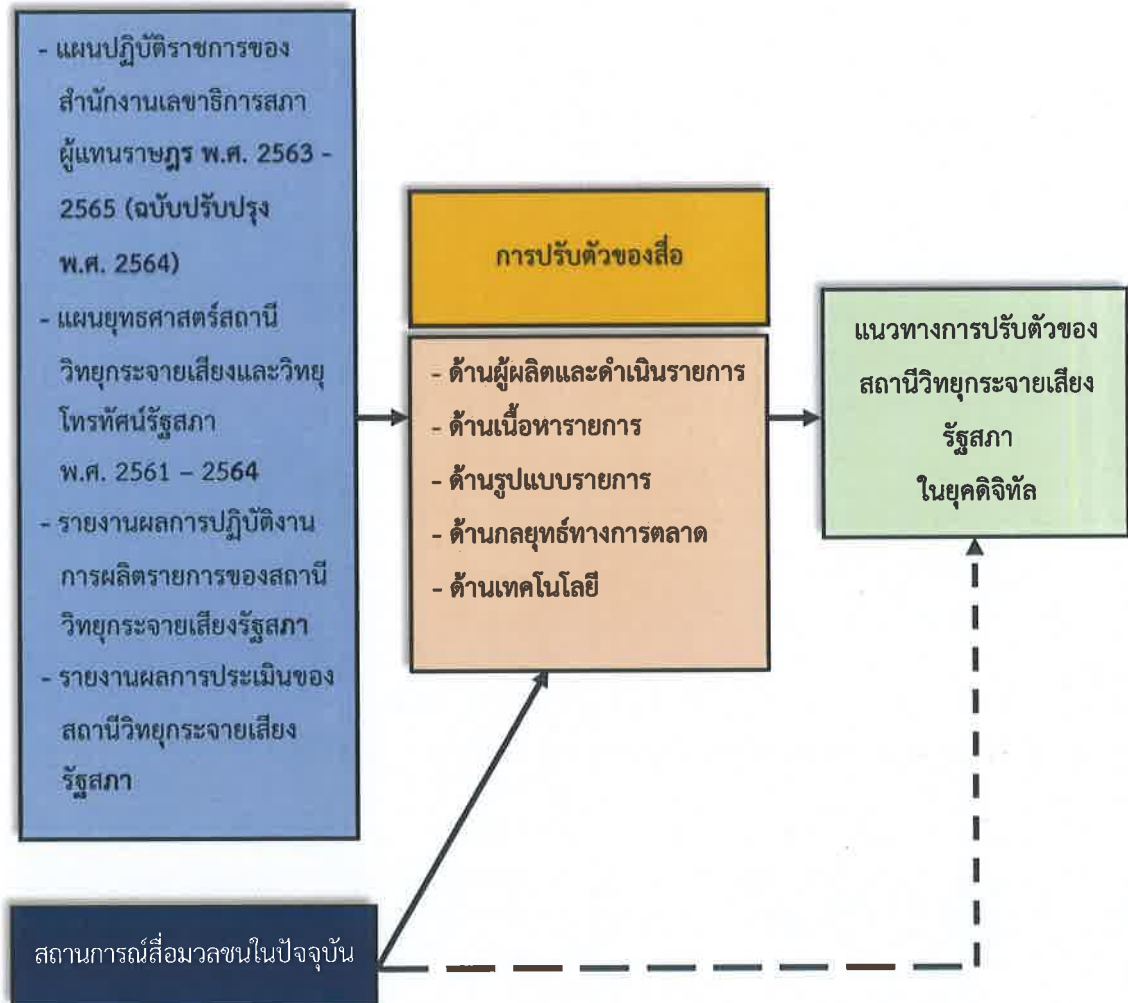 - แผนปฏิบัติราชการของ
สำนักงานเลขาธิการสภา
ผู้แทนราษฎร พ.ศ. 2563 -
2565 (ฉบับปรับปรุง
พ.ศ. 2564)
- แผนยุทธศาสตร์สถานี
วิทยุกระจายเสียงและวิทยุ
โทรทัศน์รัฐสภา
พ.ศ. 2561 – 2564
- รายงานผลการปฏิบัติงาน
การผลิตรายการของสถานี
วิทยุกระจายเสียงรัฐสภา
- รายงานผลการประเมินของ
สถานีวิทยุกระจายเสียง
รัฐสภา
สถานการณ์สื่อมวลชนในปัจจุบัน
การปรับตัวของสื่อ
- ด้านผู้ผลิตและดำเนินรายการ
- ด้านเนื้อหารายการ
- ด้านรูปแบบรายการ
- ด้านกลยุทธ์ทางการตลาด
- ด้านเทคโนโลยี
แนวทางการปรับตัวของ
สถานีวิทยุกระจายเสียง
รัฐสภา
ในยุคดิจิทัล